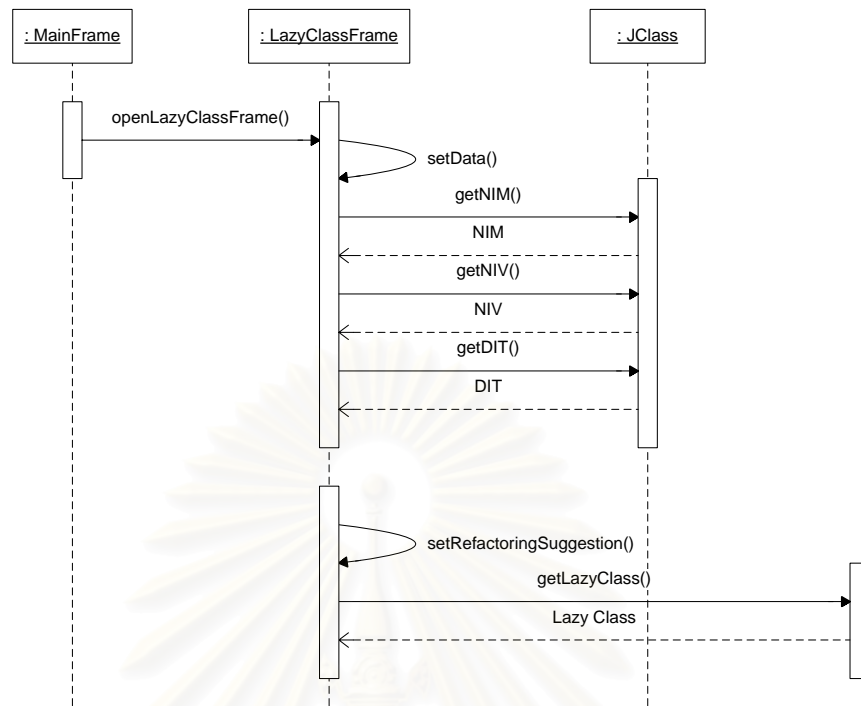 : MainFrame
: LazyClassFrame
: JClass
openLazyClassFrame()
setData()
getNIM()
NIM
getNIV()
NIV
getDIT()
DIT
setRefactoringSuggestion()
getLazyClass()
Lazy Class